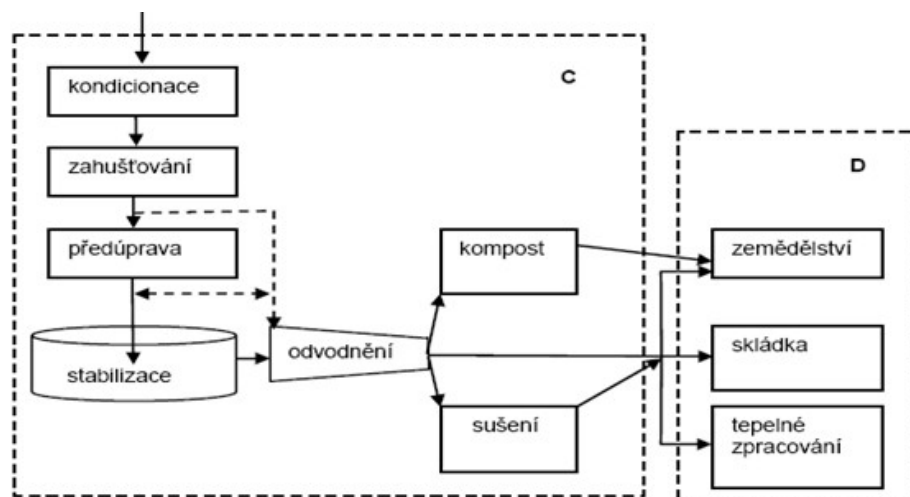 C
kondicionace
zahušťování
předúprava
stabilizace
odvodnění
kompost
sušení
D
zemědělství
skládka
tepelné
zpracování